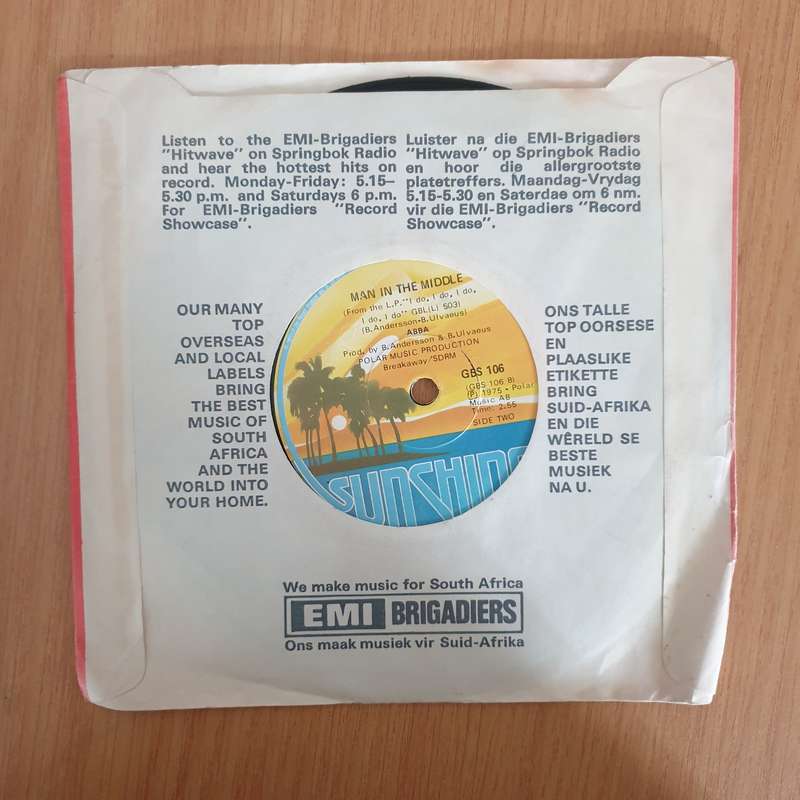 Listen to the EMI-Brigadiers
"Hitwave" on Springbok Radio
and hear the hottest hits on
record. Monday-Friday: 5.15–
5.30 p.m. and Saturdays 6 p.m.
For EMI-Brigadiers "Record
Showcase".
Luister na die EMI-Brigadiers
"Hitwave" op Springbok Radio
en hoor die allergrootste
platetreffers. Maandag-Vrydag
5.15-5.30 en Saterdae om 6 nm.
vir die EMI-Brigadiers "Record
Showcase".
OUR MANY
TOP
OVERSEAS
AND LOCAL
LABELS
BRING
THE BEST
MUSIC OF
SOUTH
AFRICA
AND THE
WORLD INTO
YOUR HOME.
MAN IN THE MIDDLE
(From the L.P. "I do, I do, I do,
I do, I do" GBL(L) 503)
(B.Andersson-B.Ulvaeus)
ABBA
Prod. by B.Andersson & B.Ulvaeus
POLAR MUSIC PRODUCTION
Breakaway/SDRM
GBS 106
(GBS 106 B)
(P) 1975 - Polar
Music AB
Time: 2.55
SIDE TWO
SUNSHINE
ONS TALLE
TOP OORSESE
EN
PLAASLIKE
ETIKETTE
BRING
SUID-AFRIKA
EN DIE
WÊRELD SE
BESTE
MUSIEK
NA U.
We make music for South Africa
EMI BRIGADIERS
Ons maak musiek vir Suid-Afrika